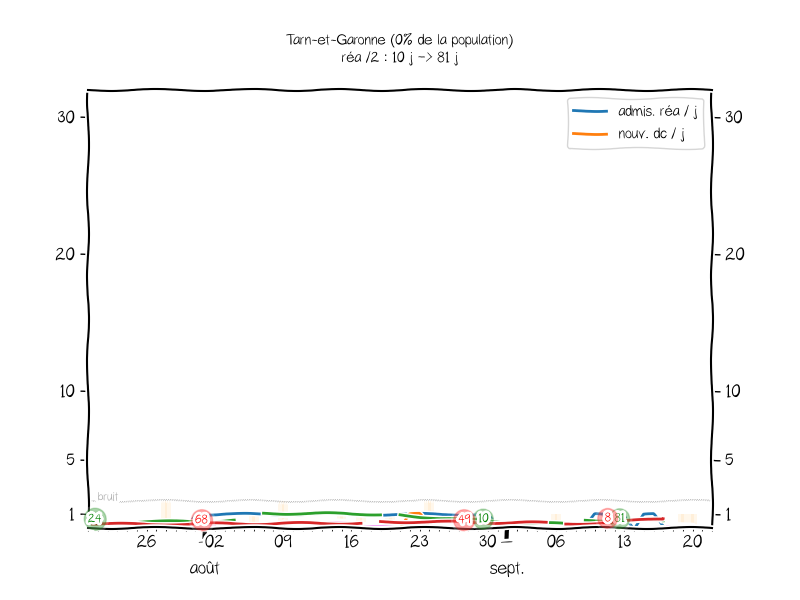 Tarn-et-Garonne (0% de la population)
réa /2 : 10 j -> 81 j
admis. réa / j
nouv. dc / j
30 30
20 20
10 10
5 5
bruit
1 24 68 49 10 8 81 1
26 02 09 16 23 30 06 13 20
août sept.